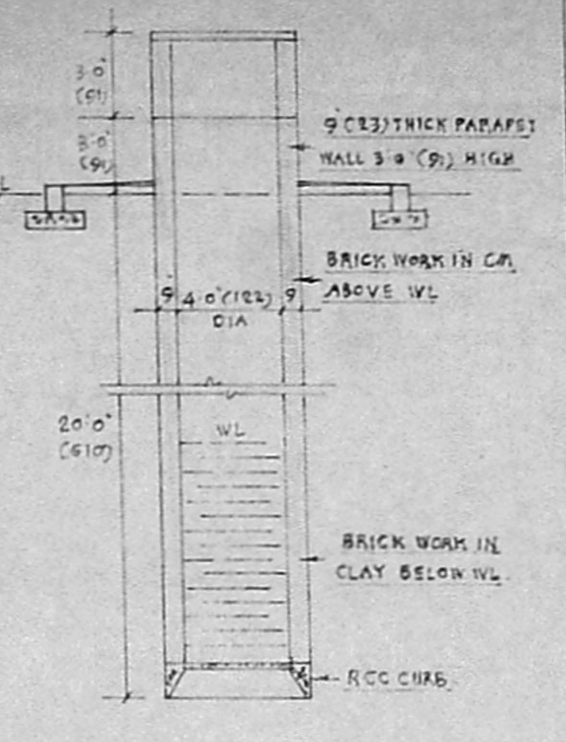 3'0"
(91)
3'0"
(91)
L
9"(23) THICK PARAPET
WALL 3'0"(91) HIGH
BRICK WORK IN CM
ABOVE WL
9" 4'0"(122) 9"
DIA
20'0"
(610)
WL
BRICK WORK IN
CLAY BELOW WL.
RCC CURB